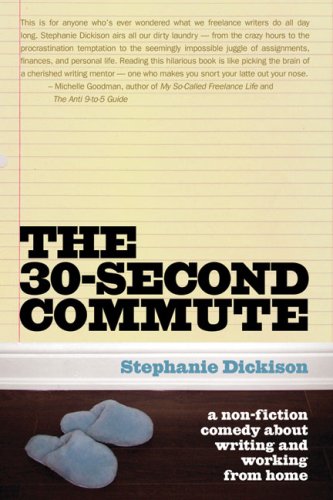 This is for anyone who's ever wondered what we freelance writers do all day
long. Stephanie Dickison airs all our dirty laundry — from the crazy hours to the
procrastination temptation to the seemingly impossible juggle of assignments,
finances, and personal life. Reading this hilarious book is like picking the brain of
a cherished writing mentor — one who makes you snort your latte out your nose.
– Michelle Goodman, author of My So-Called Freelance Life and
The Anti 9-to-5 Guide
THE
30-SECOND
COMMUTE
Stephanie Dickison
a non-fiction
comedy about
writing and
working
from home